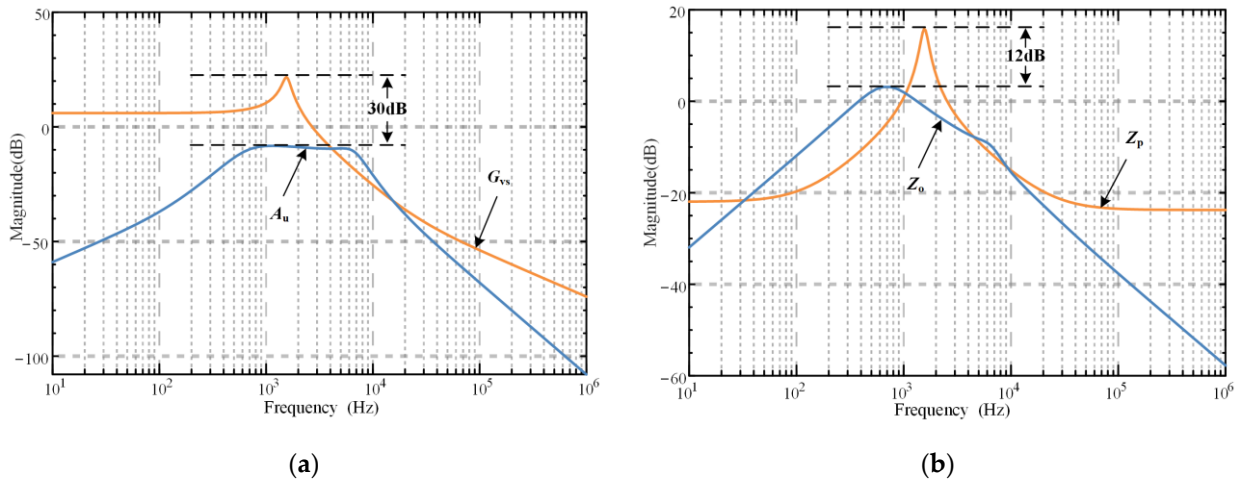 50
0
−50
−100
Magnitude(dB)
30dB
G_vs
A_u
10^1
10^2
10^3
10^4
10^5
10^6
Frequency (Hz)
(a)
20
0
−20
−40
−60
Magnitude(dB)
12dB
Z_p
Z_o
10^1
10^2
10^3
10^4
10^5
10^6
Frequency (Hz)
(b)